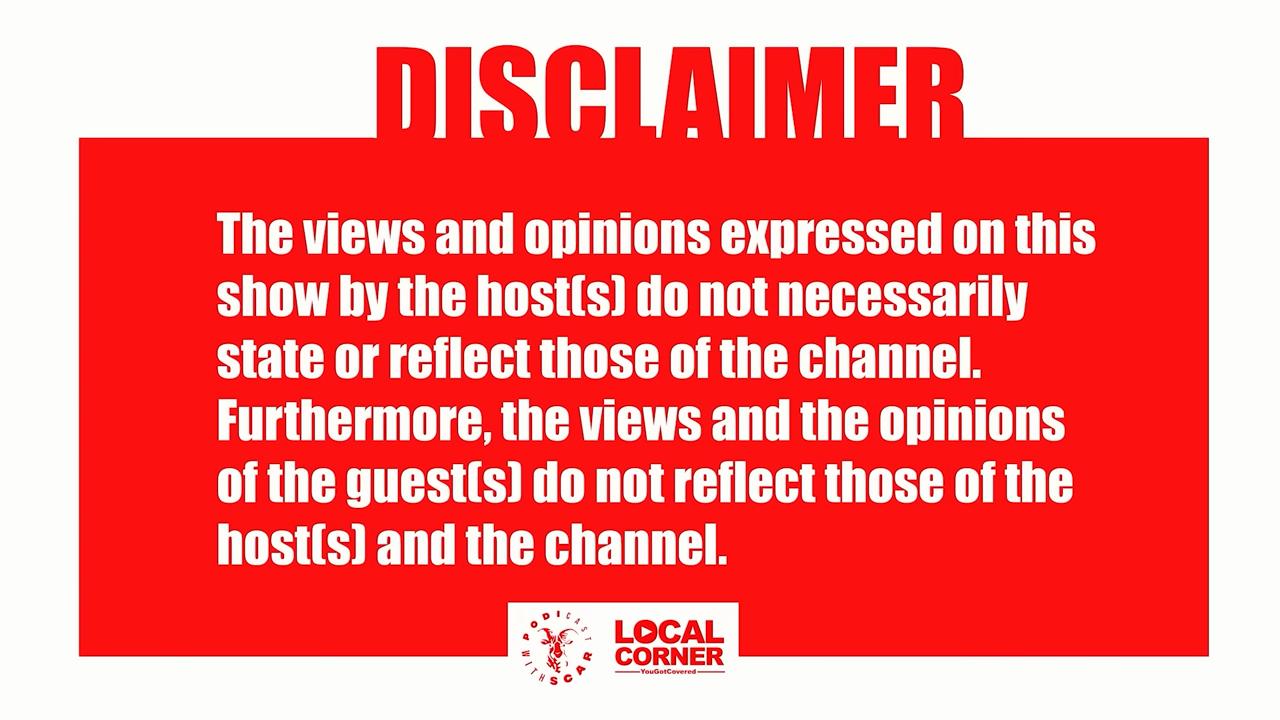 DISCLAIMER
The views and opinions expressed on this
show by the host(s) do not necessarily
state or reflect those of the channel.
Furthermore, the views and the opinions
of the guest(s) do not reflect those of the
host(s) and the channel.
PODICAST WITH SCAR
LOCAL
CORNER
YouGotCovered